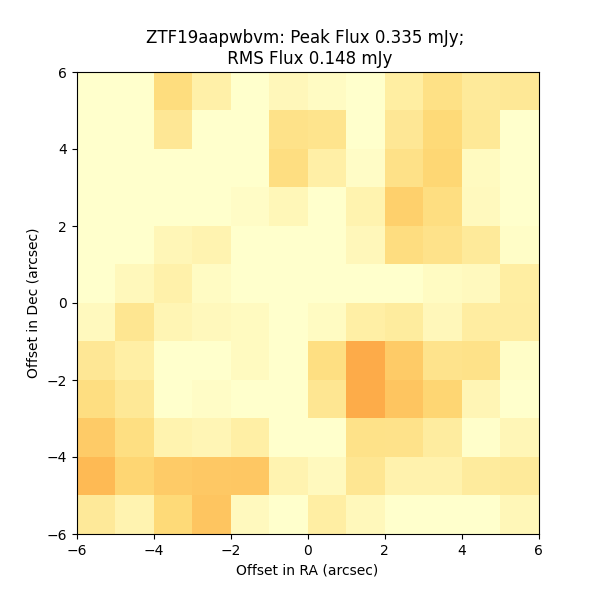 ZTF19aapwbvm: Peak Flux 0.335 mJy;
RMS Flux 0.148 mJy
6
4
2
0
−2
−4
−6
Offset in Dec (arcsec)
−6 −4 −2 0 2 4 6
Offset in RA (arcsec)